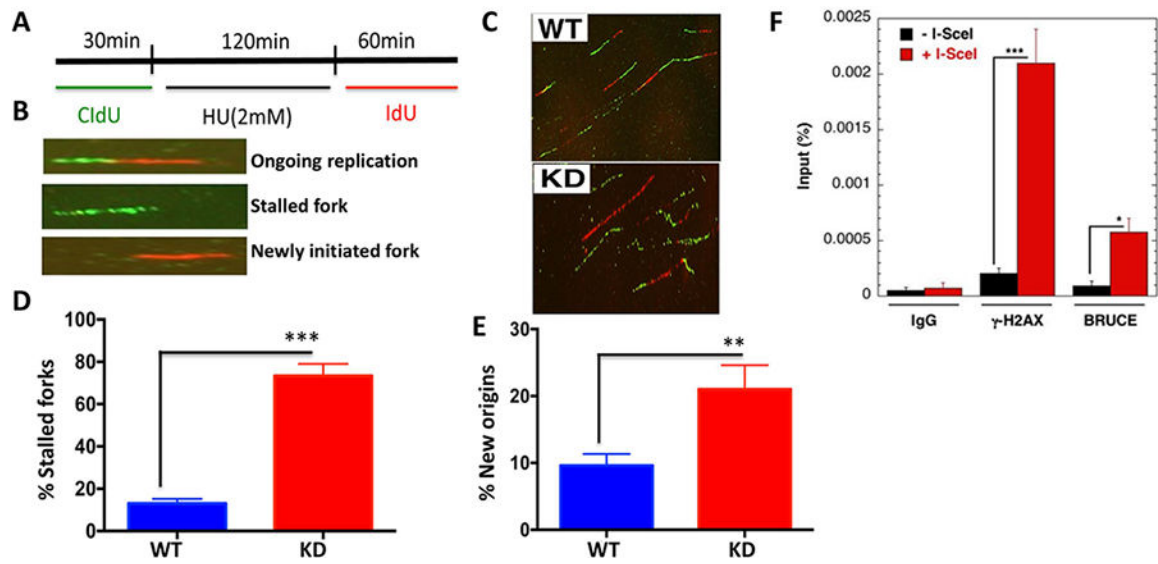 A
30min 120min 60min
CldU HU(2mM) IdU
B
Ongoing replication
Stalled fork
Newly initiated fork
C
WT
KD
D
% Stalled forks
100
80
60
40
20
0
***
WT KD
E
% New origins
30
20
10
0
**
WT KD
F
Input (%)
0.0025
0.002
0.0015
0.001
0.0005
0
- I-SceI
+ I-SceI
***
*
IgG γ-H2AX BRUCE